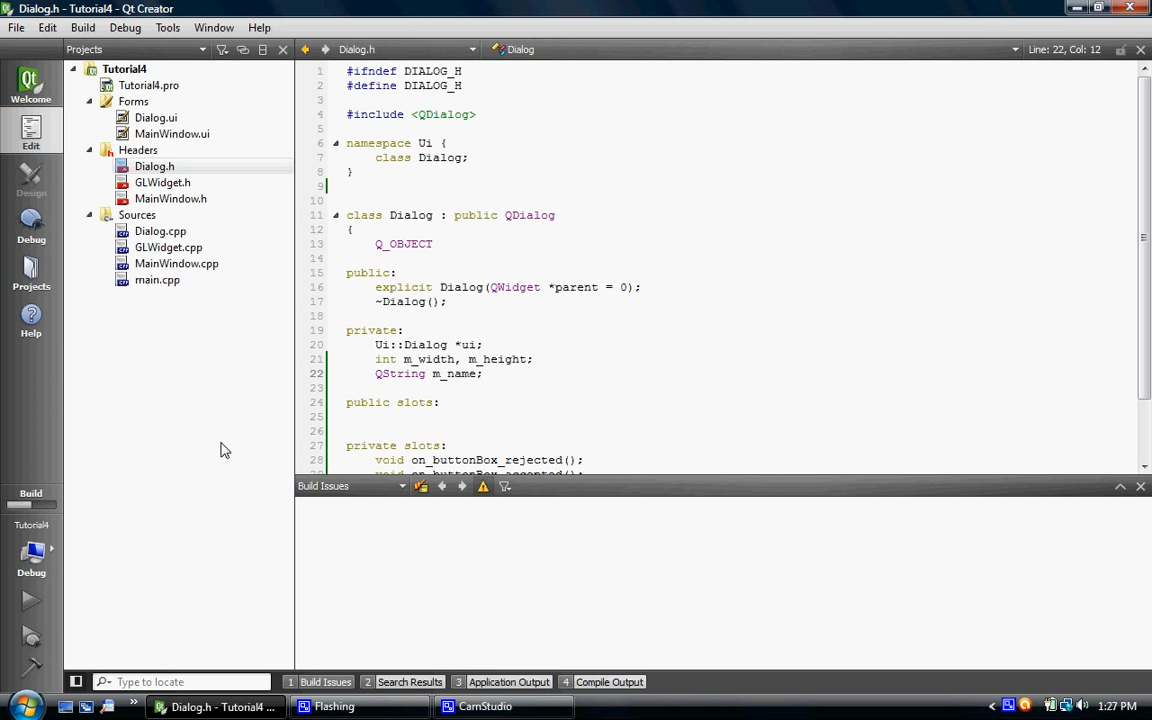 Dialog.h - Tutorial4 - Qt Creator
File Edit Build Debug Tools Window Help
Projects
Dialog.h
Dialog
Line: 22, Col: 12
Qt
Welcome
Edit
Design
Debug
Projects
Help
Build
Tutorial4
Debug
Tutorial4
Tutorial4.pro
Forms
Dialog.ui
MainWindow.ui
Headers
Dialog.h
GLWidget.h
MainWindow.h
Sources
Dialog.cpp
GLWidget.cpp
MainWindow.cpp
main.cpp
1 #ifndef DIALOG_H
2 #define DIALOG_H
3
4 #include <QDialog>
5
6 namespace Ui {
7 class Dialog;
8 }
9
10
11 class Dialog : public QDialog
12 {
13 Q_OBJECT
14
15 public:
16 explicit Dialog(QWidget *parent = 0);
17 ~Dialog();
18
19 private:
20 Ui::Dialog *ui;
21 int m_width, m_height;
22 QString m_name;
23
24 public slots:
25
26
27 private slots:
28 void on_buttonBox_rejected();
void on_buttonBox_accepted();
Build Issues
Type to locate
1 Build Issues 2 Search Results 3 Application Output 4 Compile Output
Dialog.h - Tutorial4 ...
Flashing
CamStudio
1:27 PM